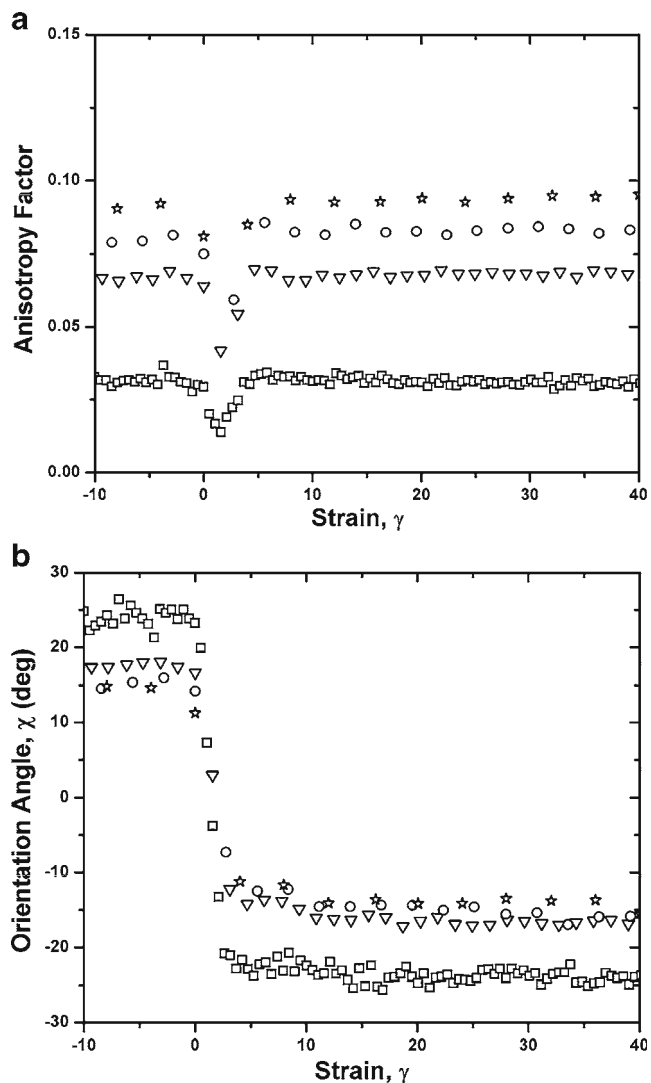 a
0.15
0.10
0.05
0.00
Anisotropy Factor
-10 0 10 20 30 40
Strain, γ
b
30
20
10
0
-10
-20
-30
Orientation Angle, χ (deg)
-10 0 10 20 30 40
Strain, γ